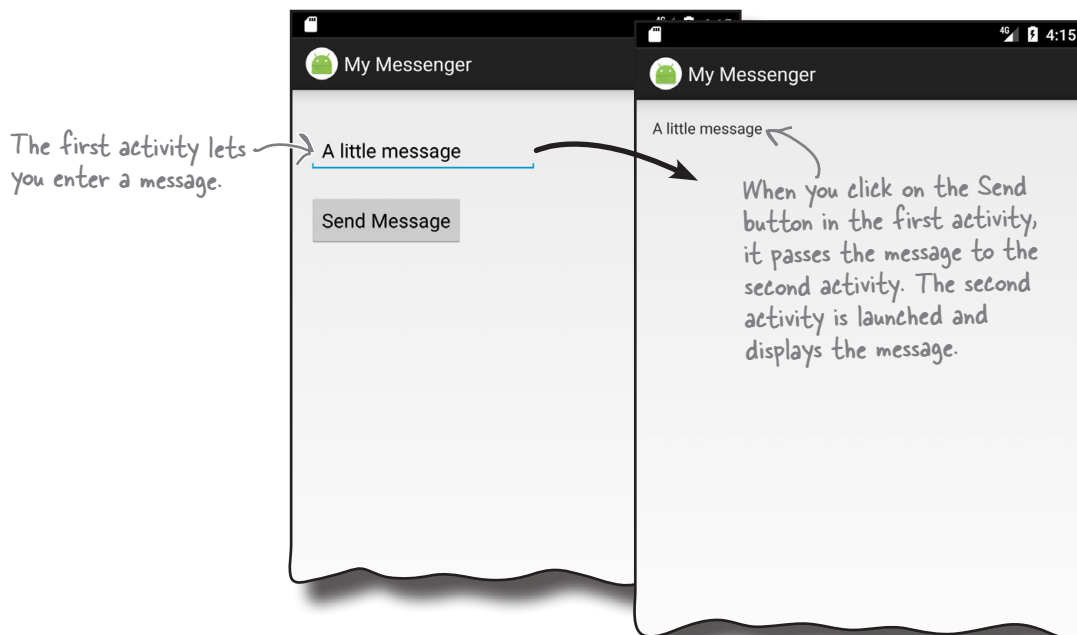 4G 4:15
My Messenger
My Messenger
The first activity lets
you enter a message.
A little message
Send Message
A little message
When you click on the Send
button in the first activity,
it passes the message to the
second activity. The second
activity is launched and
displays the message.